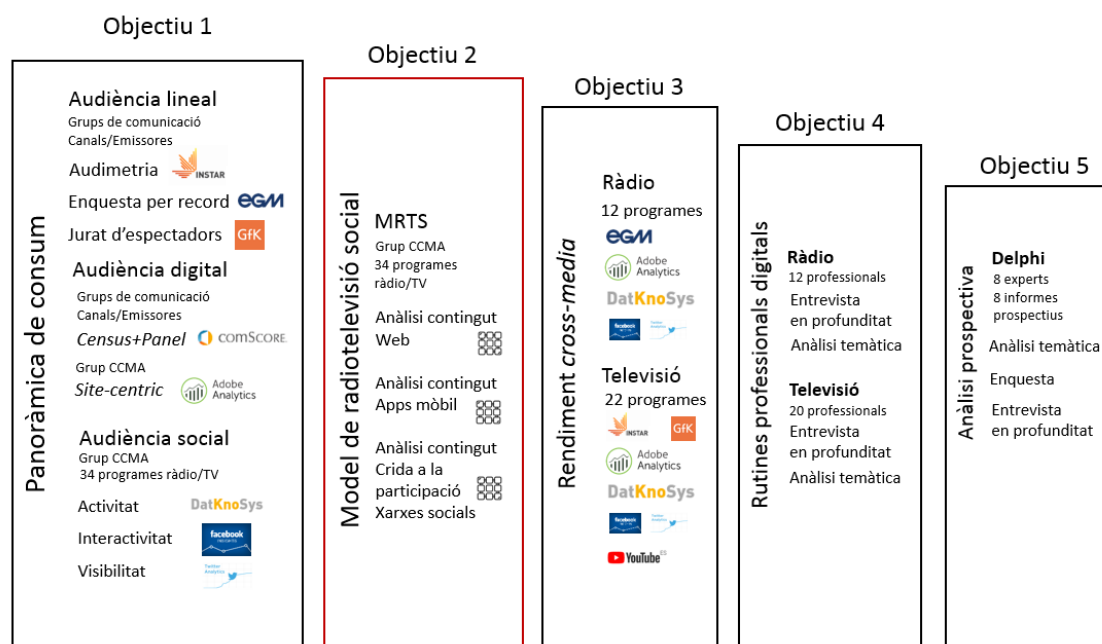 Objectiu 1
Panoràmica de consum
Audiència lineal
Grups de comunicació
Canals/Emissores
Audimetria
INSTAR
Enquesta per record
EGM
Jurat d'espectadors
GfK
Audiència digital
Grups de comunicació
Canals/Emissores
Census+Panel
COMSCORE
Grup CCMA
Site-centric
Adobe
Analytics
Audiència social
Grup CCMA
34 programes ràdio/TV
Activitat
DatKnoSys
Interactivitat
facebook
Visibilitat
Twitter
Analytics
Objectiu 2
Model de radiotelevisió social
MRTS
Grup CCMA
34 programes
ràdio/TV
Anàlisi contingut
Web
Anàlisi contingut
Apps mòbil
Anàlisi contingut
Crida a la
participació
Xarxes socials
Objectiu 3
Rendiment cross-media
Ràdio
12 programes
EGM
Adobe
Analytics
DatKnoSys
facebook
Televisió
22 programes
INSTAR
GfK
Adobe
Analytics
DatKnoSys
facebook
YouTube ES
Objectiu 4
Rutines professionals digitals
Ràdio
12 professionals
Entrevista
en profunditat
Anàlisi temàtica
Televisió
20 professionals
Entrevista
en profunditat
Anàlisi temàtica
Objectiu 5
Anàlisi prospectiva
Delphi
8 experts
8 informes
prospectius
Anàlisi temàtica
Enquesta
Entrevista
en profunditat